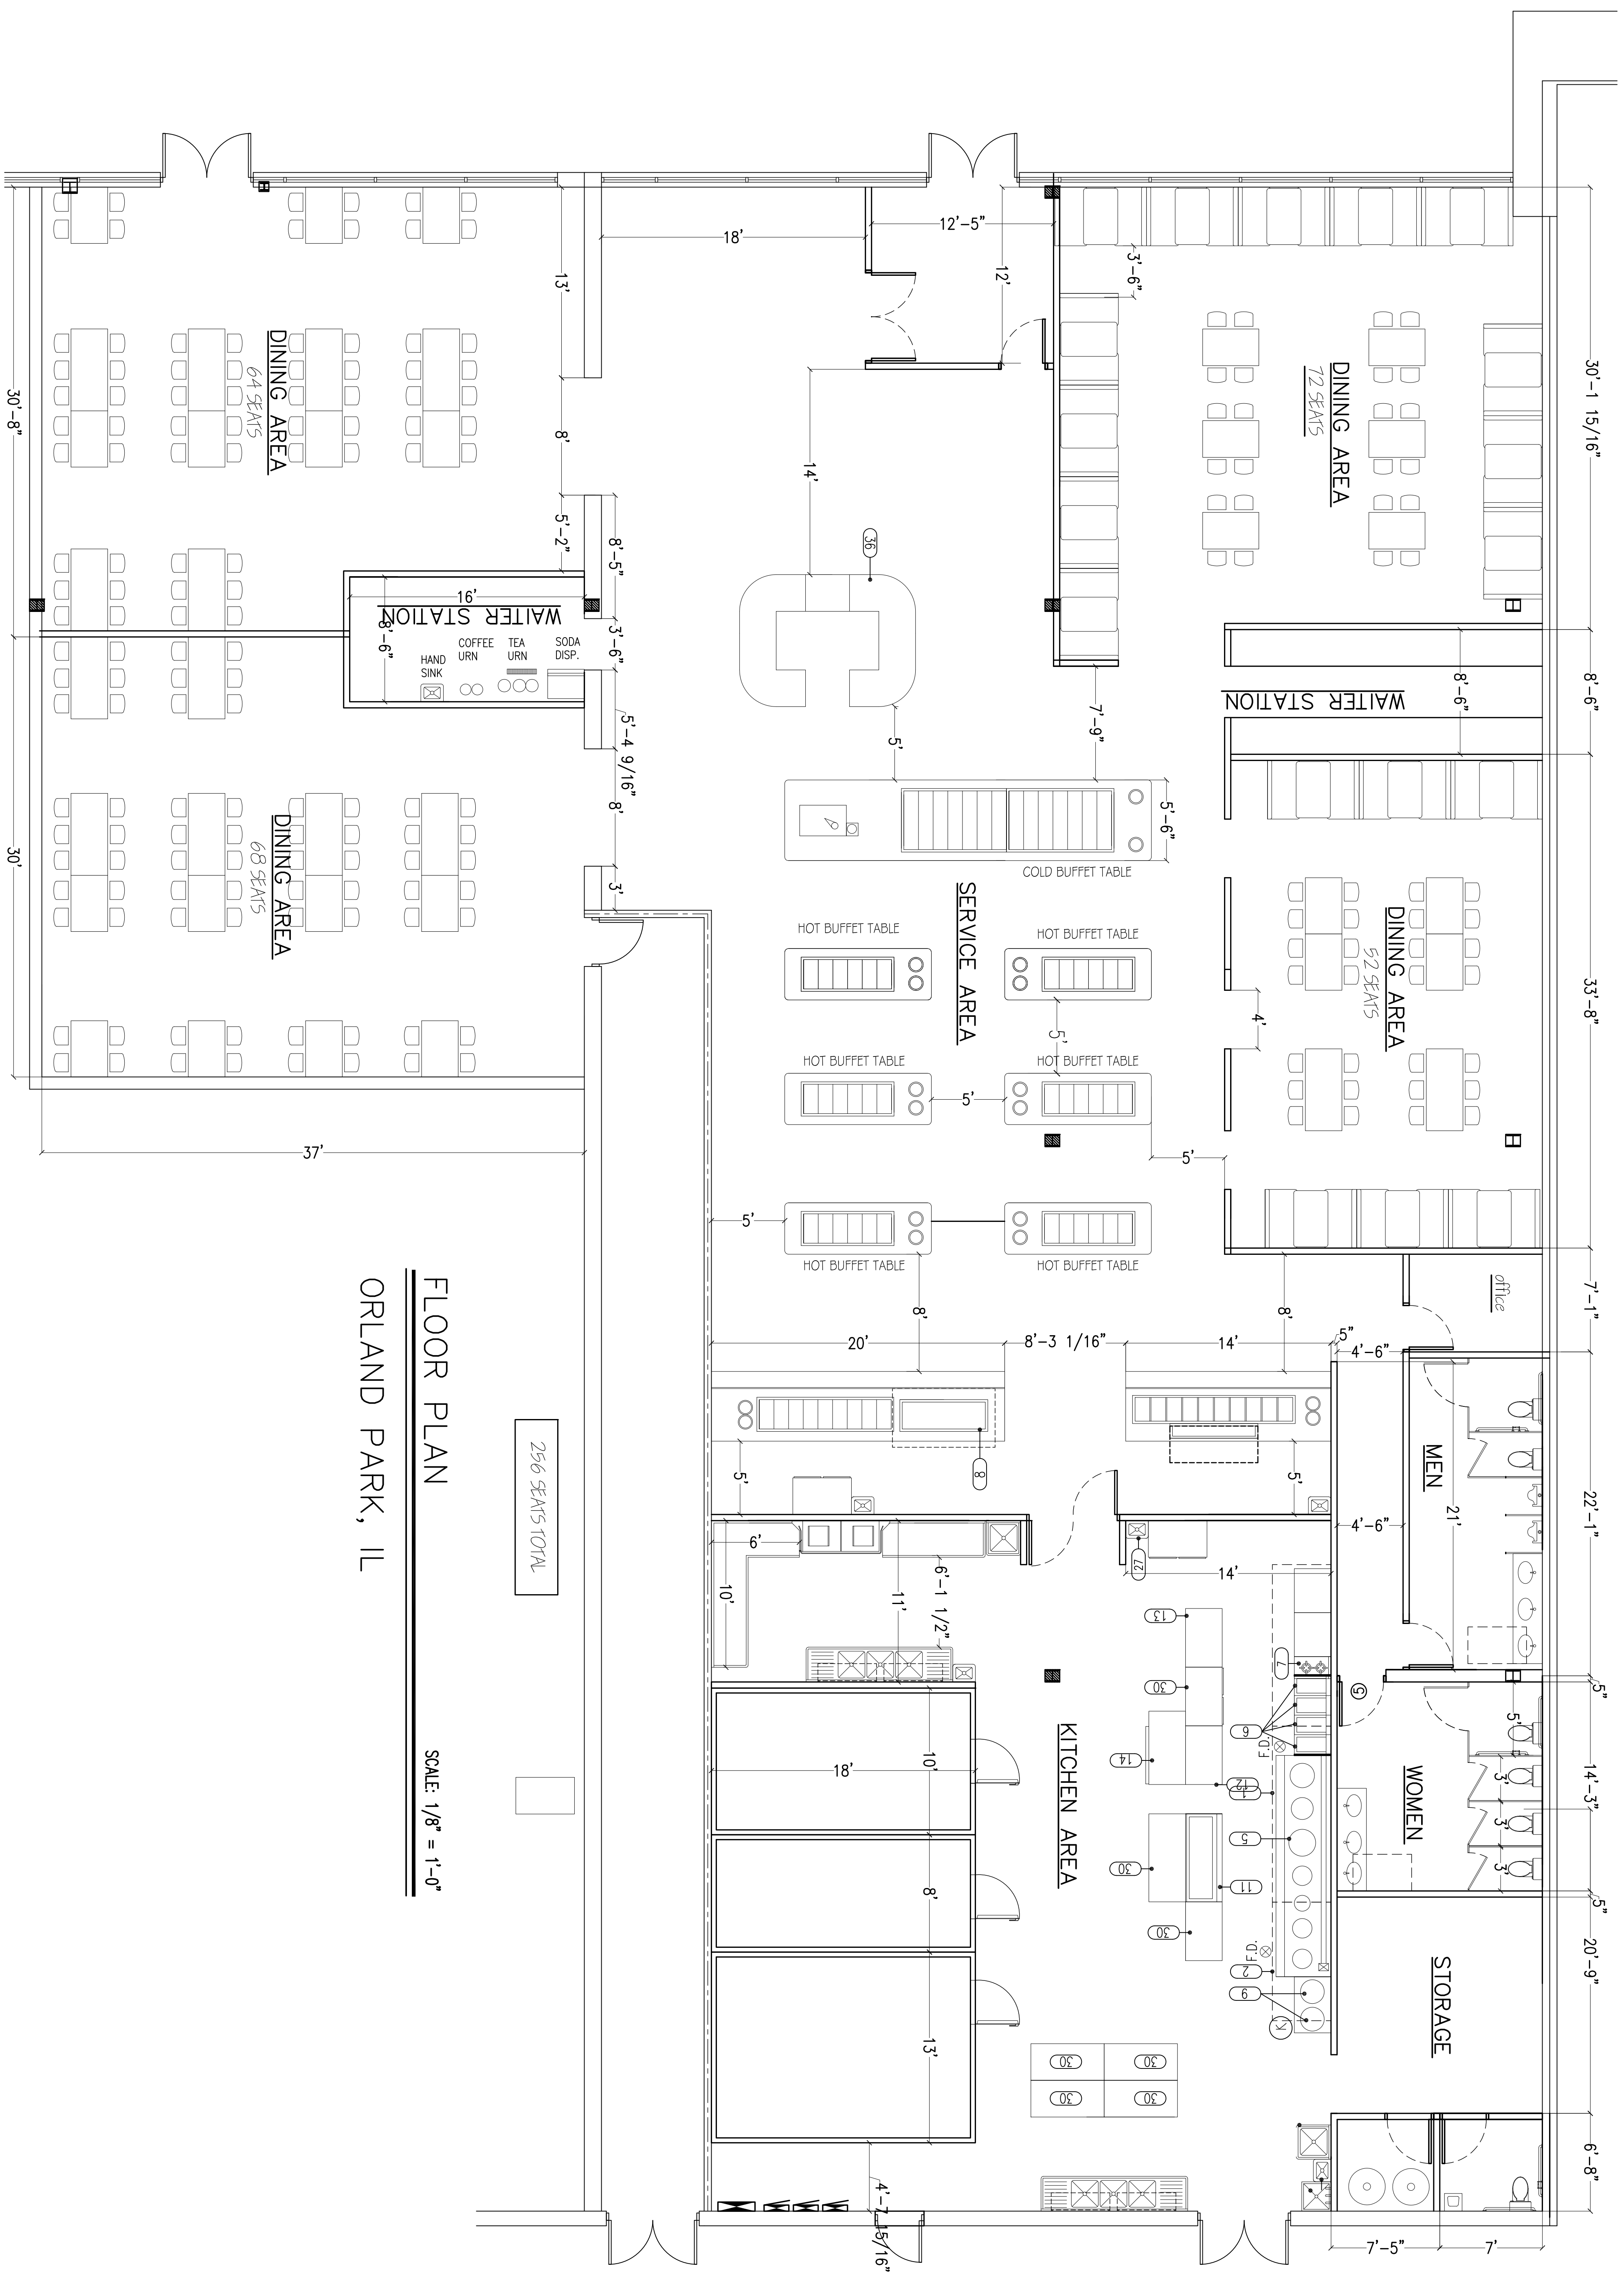 12'-5"
18'
12'
3'-6"
13'
30'-1 15/16"
DINING AREA
72 SEATS
DINING AREA
64 SEATS
30'-8"
8'
14'
5'-2"
8'-5"
36
16'
WAITER STATION
8'-6"
3'-6"
HAND
SINK
COFFEE
URN
TEA
URN
SODA
DISP.
8'-6"
8'-6"
WAITER STATION
7'-9"
5'
5'-4 9/16"
8'
5'-6"
COLD BUFFET TABLE
30'
DINING AREA
68 SEATS
3'
SERVICE AREA
HOT BUFFET TABLE
HOT BUFFET TABLE
DINING AREA
52 SEATS
33'-8"
4'
5'
HOT BUFFET TABLE
HOT BUFFET TABLE
5'
37'
5'
5'
HOT BUFFET TABLE
HOT BUFFET TABLE
office
7'-1"
8'
8'
20'
8'-3 1/16"
14'
5"
4'-6"
FLOOR PLAN
ORLAND PARK, IL
SCALE: 1/8" = 1'-0"
256 SEATS TOTAL
8
5'
5'
MEN
21'
22'-1"
4'-6"
6'
10'
11'
6'-1 1/2"
27
14'
13
30
7
5
5"
5'
6
F.D.
14
12
1
10'
18'
KITCHEN AREA
WOMEN
3'
3'
3'
14'-3"
5
30
11
8'
5"
30
F.D.
2
9
K
STORAGE
20'-9"
13'
30
30
30
30
6'-8"
4'-7 15/16"
7'-5"
7'